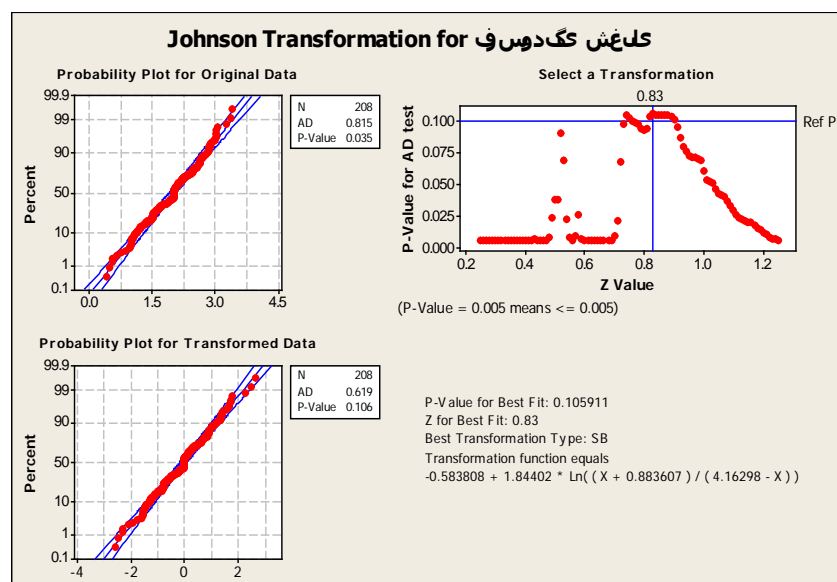 Johnson Transformation for فرسودگی شغلی
Probability Plot for Original Data
99.9
99
90
50
10
1
0.1
Percent
0.0 1.5 3.0 4.5
N 208
AD 0.815
P-Value 0.035
Select a Transformation
0.83
0.100
0.075
0.050
0.025
0.000
P-Value for AD test
Ref P
0.2 0.4 0.6 0.8 1.0 1.2
Z Value
(P-Value = 0.005 means <= 0.005)
Probability Plot for Transformed Data
99.9
99
90
50
10
1
0.1
Percent
-4 -2 0 2
N 208
AD 0.619
P-Value 0.106
P-Value for Best Fit: 0.105911
Z for Best Fit: 0.83
Best Transformation Type: SB
Transformation function equals
-0.583808 + 1.84402 * Ln( ( X + 0.883607 ) / ( 4.16298 - X ) )